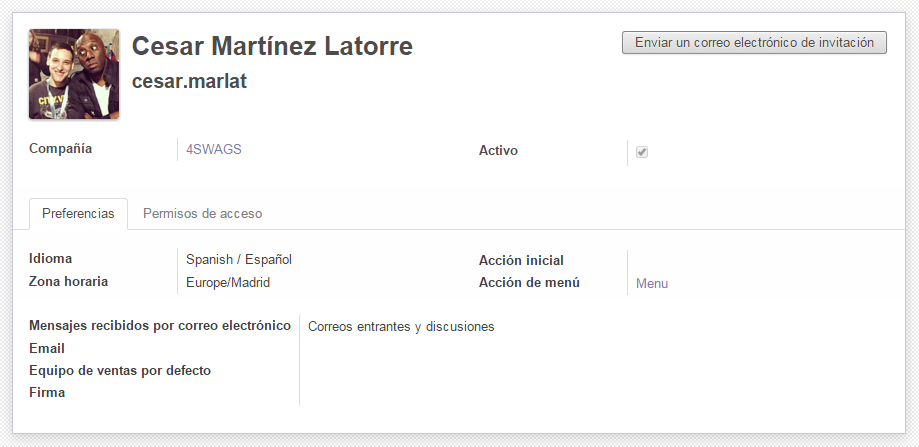 Cesar Martínez Latorre
Enviar un correo electrónico de invitación
cesar.marlat
Compañía
4SWAGS
Activo
Preferencias
Permisos de acceso
Idioma
Spanish / Español
Acción inicial
Zona horaria
Europe/Madrid
Acción de menú
Menu
Mensajes recibidos por correo electrónico
Correos entrantes y discusiones
Email
Equipo de ventas por defecto
Firma